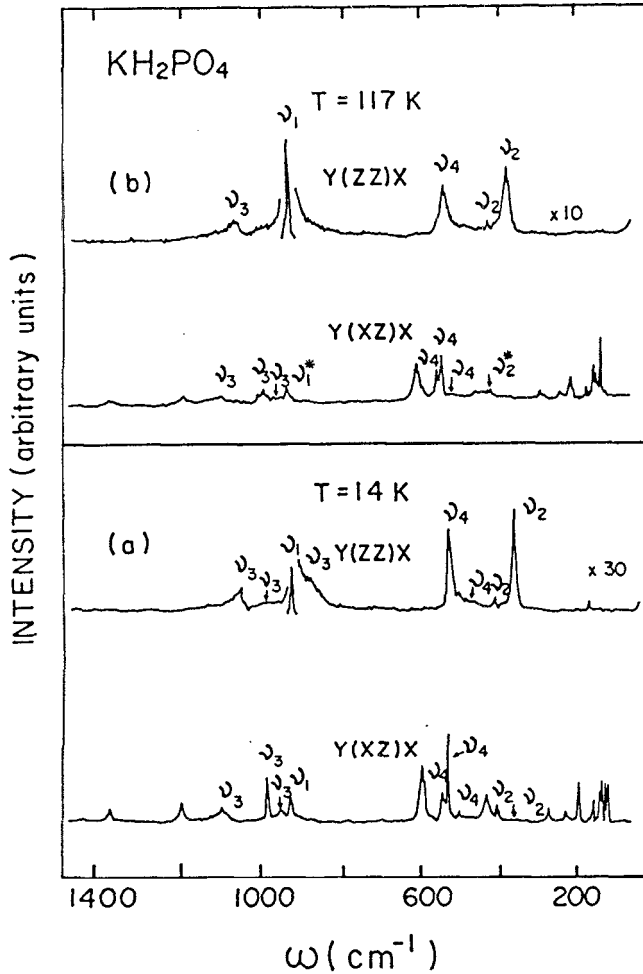 KH₂PO₄
T = 117 K
(b)
Y(ZZ)X
ν₃
ν₁
ν₄
ν₂
ν₂
x10
Y(XZ)X
ν₃
ν₃
ν₃
ν₁*
ν₄
ν₄
ν₄
ν₂*
T = 14 K
(a)
Y(ZZ)X
ν₃
ν₃
ν₁
ν₃
ν₄
ν₄
ν₂
ν₂
x 30
Y(XZ)X
ν₃
ν₃
ν₃
ν₁
ν₄
ν₄
ν₄
ν₂
ν₂
INTENSITY (arbitrary units)
1400 1000 600 200
ω (cm⁻¹)